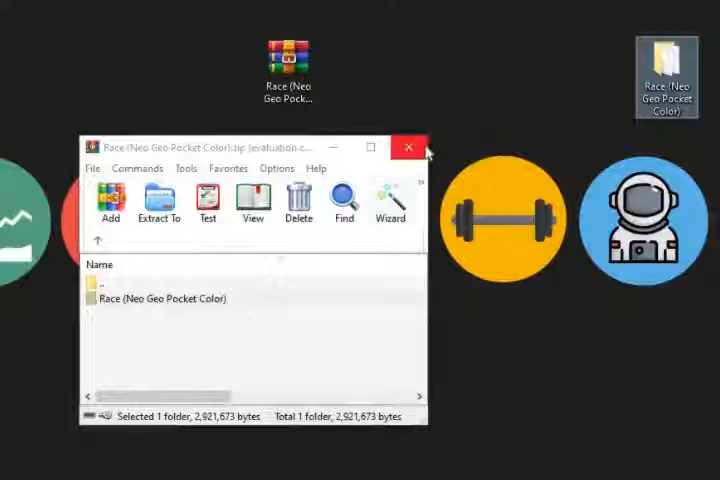 Race (Neo
Geo Pock...
Race (Neo
Geo Pocket
Color)
Race (Neo Geo Pocket Color).zip (evaluation c...
File Commands Tools Favorites Options Help
Add Extract To Test View Delete Find Wizard
Name
..
Race (Neo Geo Pocket Color)
Selected 1 folder, 2,921,673 bytes Total 1 folder, 2,921,673 bytes